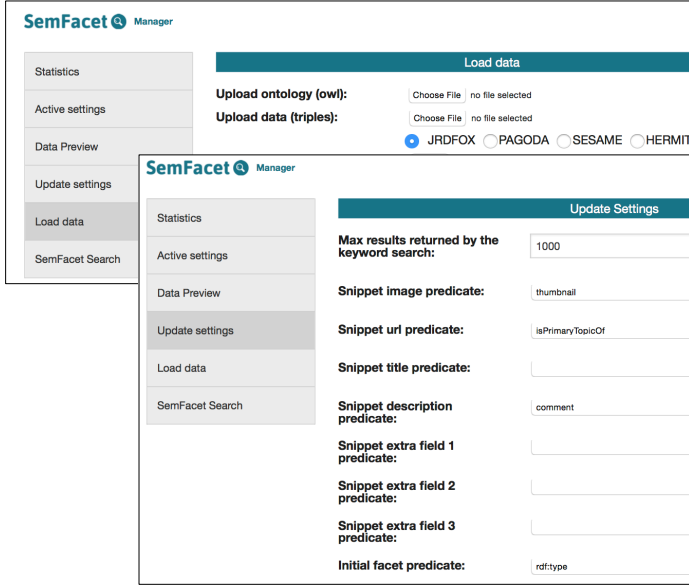 SemFacet Manager
Load data
Statistics
Active settings
Data Preview
Update settings
Load data
SemFacet Search
Upload ontology (owl): Choose File no file selected
Upload data (triples): Choose File no file selected
JRDFOX PAGODA SESAME HERMIT
SemFacet Manager
Update Settings
Statistics
Active settings
Data Preview
Update settings
Load data
SemFacet Search
Max results returned by the
keyword search: 1000
Snippet image predicate: thumbnail
Snippet url predicate: isPrimaryTopicOf
Snippet title predicate:
Snippet description
predicate: comment
Snippet extra field 1
predicate:
Snippet extra field 2
predicate:
Snippet extra field 3
predicate:
Initial facet predicate: rdf:type